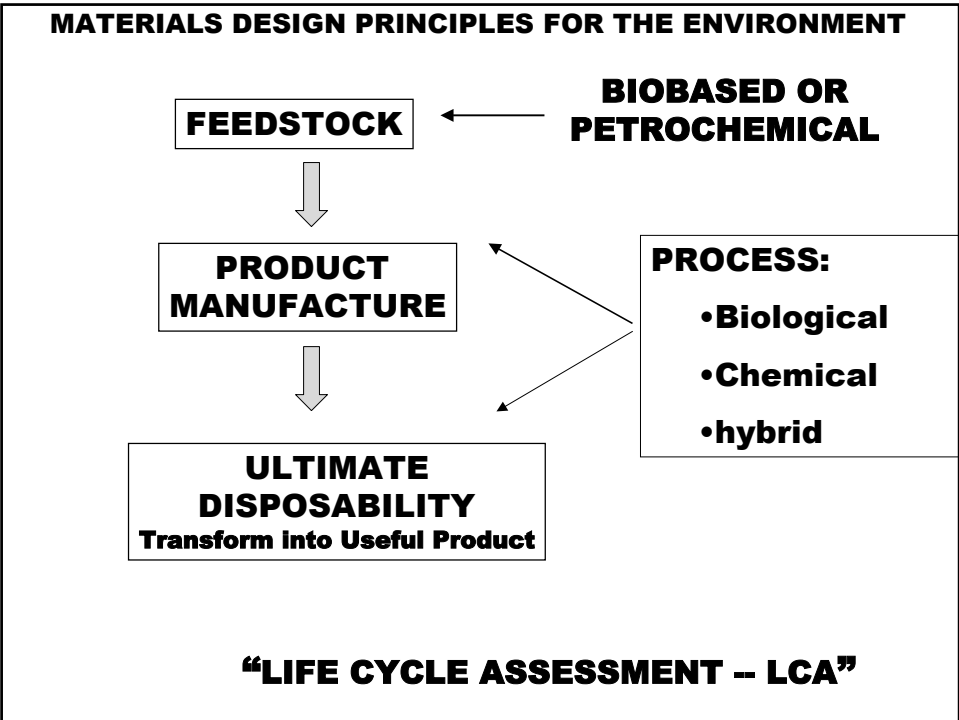 MATERIALS DESIGN PRINCIPLES FOR THE ENVIRONMENT
BIOBASED OR
PETROCHEMICAL
FEEDSTOCK
PRODUCT
MANUFACTURE
PROCESS:
•Biological
•Chemical
•hybrid
ULTIMATE
DISPOSABILITY
Transform into Useful Product
“LIFE CYCLE ASSESSMENT -- LCA”